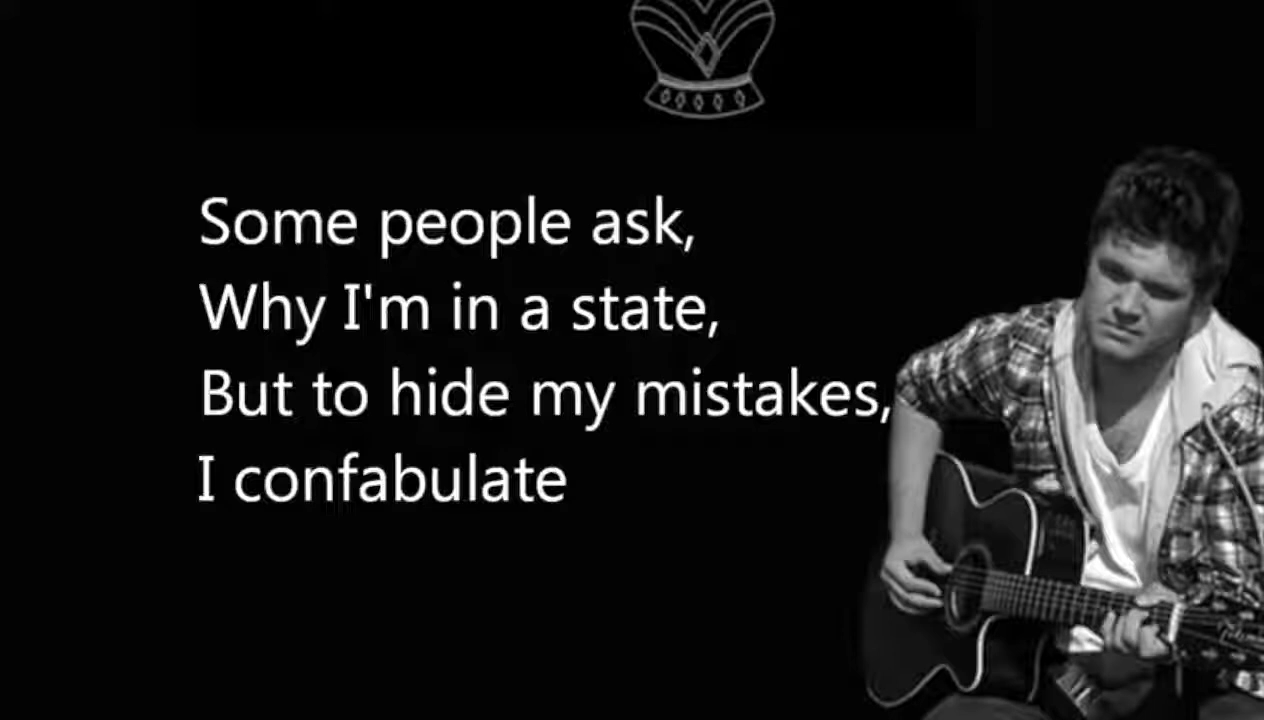 Some people ask,
Why I'm in a state,
But to hide my mistakes,
I confabulate